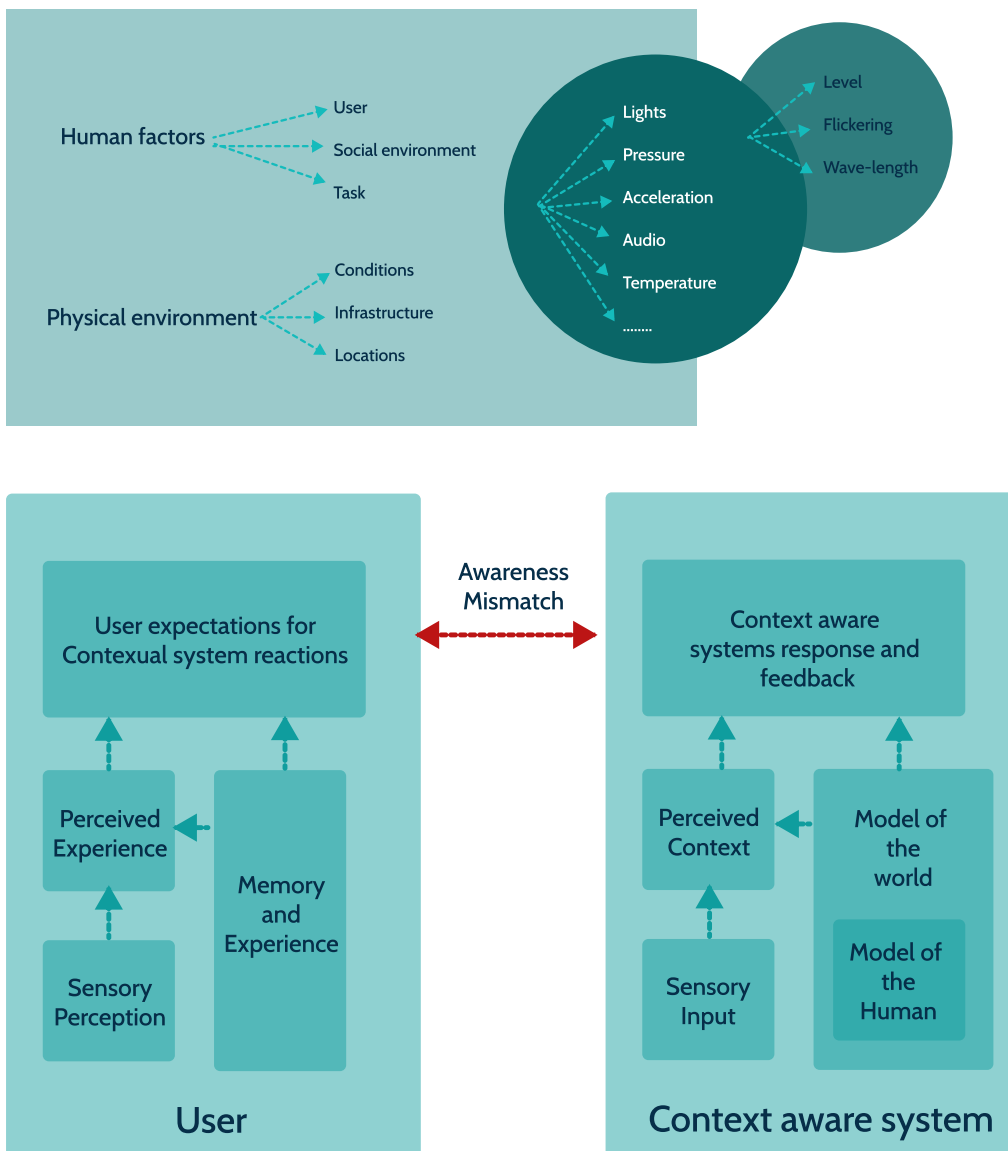 Human factors
User
Social environment
Task
Physical environment
Conditions
Infrastructure
Locations
Lights
Pressure
Acceleration
Audio
Temperature
........
Level
Flickering
Wave-length
User expectations for
Contexual system reactions
Perceived
Experience
Memory
and
Experience
Sensory
Perception
User
Awareness
Mismatch
Context aware
systems response and
feedback
Perceived
Context
Model of
the
world
Model of
the
Human
Sensory
Input
Context aware system